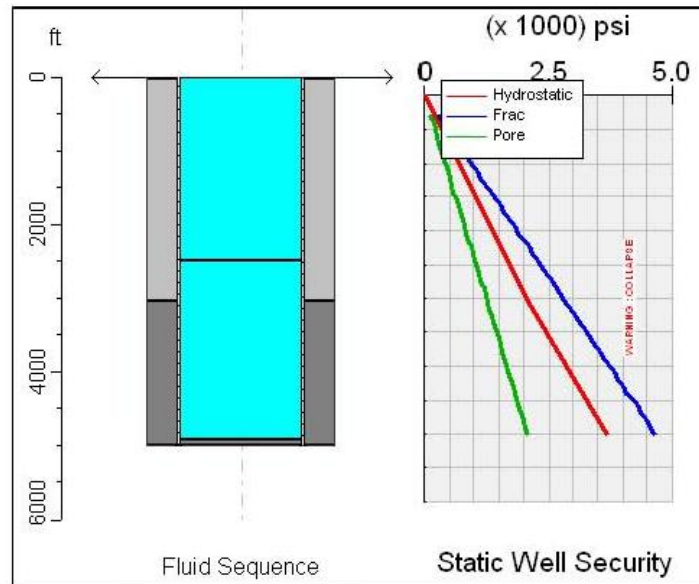 ft
0
2000
4000
6000
Fluid Sequence
(x 1000) psi
0 2.5 5.0
Hydrostatic
Frac
Pore
WARNING :COLLAPSE
Static Well Security